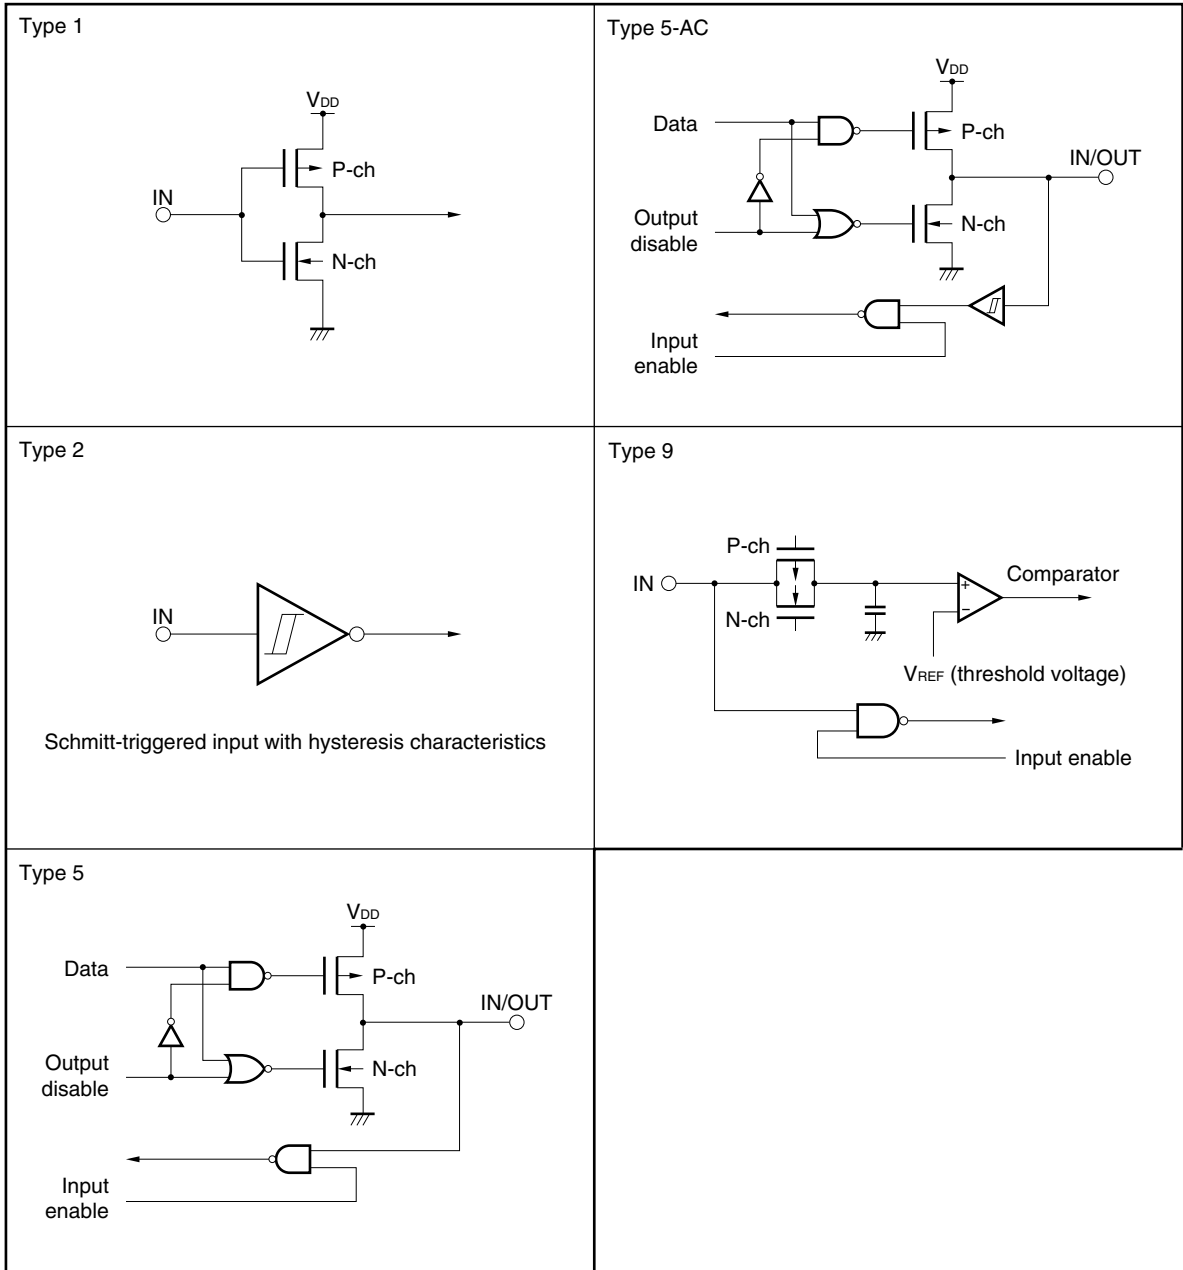 Type 1
VDD
P-ch
IN
N-ch
Type 5-AC
VDD
Data
P-ch
IN/OUT
Output
disable
N-ch
Input
enable
Type 2
IN
Schmitt-triggered input with hysteresis characteristics
Type 9
P-ch
IN
Comparator
+
−
N-ch
VREF (threshold voltage)
Input enable
Type 5
VDD
Data
P-ch
IN/OUT
Output
disable
N-ch
Input
enable